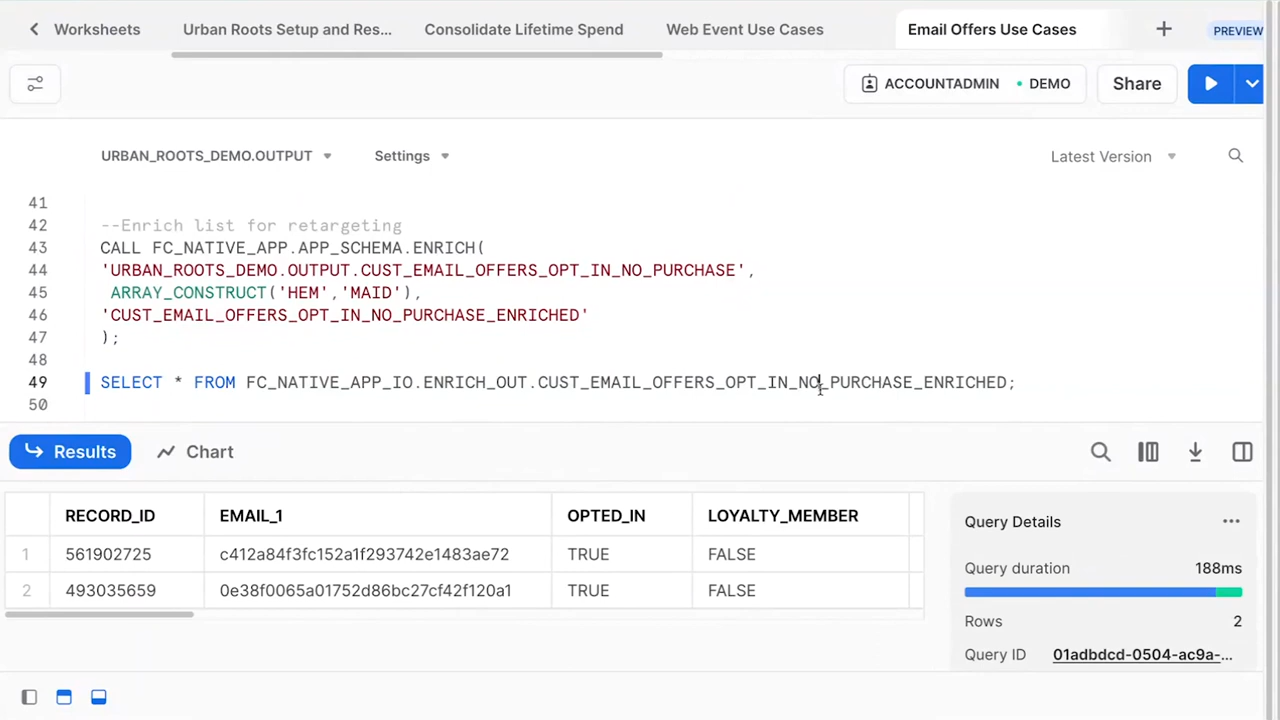 Worksheets
Urban Roots Setup and Res...
Consolidate Lifetime Spend
Web Event Use Cases
Email Offers Use Cases
PREVIEW
ACCOUNTADMIN
DEMO
Share
URBAN_ROOTS_DEMO.OUTPUT
Settings
Latest Version
41
42 --Enrich list for retargeting
43 CALL FC_NATIVE_APP.APP_SCHEMA.ENRICH(
44 'URBAN_ROOTS_DEMO.OUTPUT.CUST_EMAIL_OFFERS_OPT_IN_NO_PURCHASE',
45 ARRAY_CONSTRUCT('HEM','MAID'),
46 'CUST_EMAIL_OFFERS_OPT_IN_NO_PURCHASE_ENRICHED'
47 );
48
49 SELECT * FROM FC_NATIVE_APP_IO.ENRICH_OUT.CUST_EMAIL_OFFERS_OPT_IN_NO_PURCHASE_ENRICHED;
50
Results
Chart
RECORD_ID EMAIL_1 OPTED_IN LOYALTY_MEMBER
1 561902725 c412a84f3fc152a1f293742e1483ae72 TRUE FALSE
2 493035659 0e38f0065a01752d86bc27cf42f120a1 TRUE FALSE
Query Details
...
Query duration 188ms
Rows 2
Query ID 01adbdcd-0504-ac9a-...